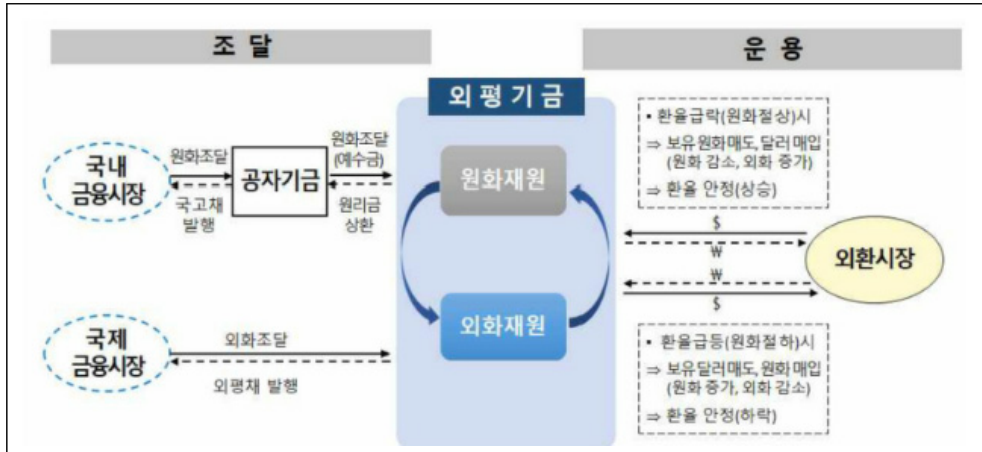 조 달
운 용
외평기금
국내
금융시장
원화조달
국고채
발행
공자기금
원화조달
(예수금)
원리금
상환
원화재원
외화재원
국제
금융시장
외화조달
외평채 발행
▪ 환율급락(원화절상)시
⇒ 보유원화매도, 달러매입
(원화 감소, 외화 증가)
⇒ 환율 안정(상승)
$
₩
₩
$
외환시장
▪ 환율급등(원화절하)시
⇒ 보유달러매도, 원화매입
(원화 증가, 외화 감소)
⇒ 환율 안정(하락)